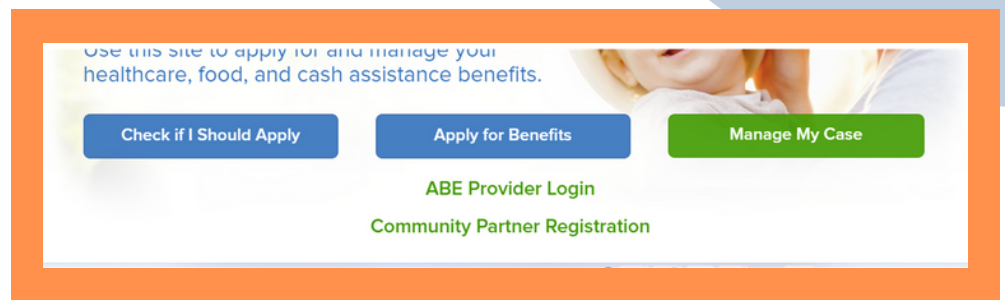 Use this site to apply for and manage your
healthcare, food, and cash assistance benefits.
Check if I Should Apply
Apply for Benefits
Manage My Case
ABE Provider Login
Community Partner Registration